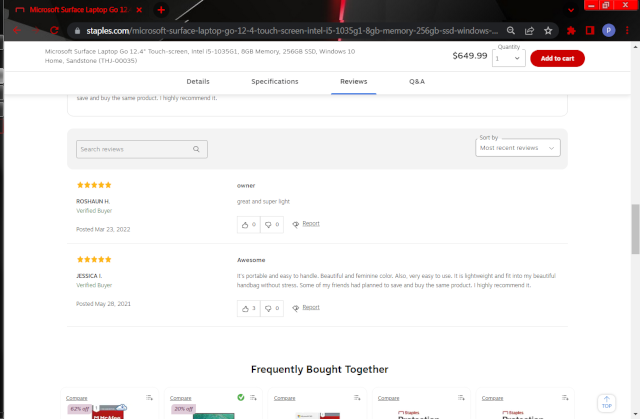 Microsoft Surface Laptop Go 12.4
staples.com/microsoft-surface-laptop-go-12-4-touch-screen-intel-i5-1035g1-8gb-memory-256gb-ssd-windows-...
P
Microsoft Surface Laptop Go 12.4" Touch-screen, Intel i5-1035G1, 8GB Memory, 256GB SSD, Windows 10
Home, Sandstone (THJ-00035)
$649.99
Quantity
1
Add to cart
Details
Specifications
Reviews
Q&A
save and buy the same product. I highly recommend it.
Search reviews
Sort by
Most recent reviews
ROSHAUN H.
Verified Buyer
Posted Mar 23, 2022
owner
great and super light
0
0
Report
JESSICA I.
Verified Buyer
Posted May 28, 2021
Awesome
It's portable and easy to handle. Beautiful and feminine color. Also, very easy to use. It is lightweight and fit into my beautiful
handbag without stress. Some of my friends had planned to save and buy the same product. I highly recommend it.
3
0
Report
Frequently Bought Together
Compare
62% off
McAfee
Compare
20% off
Compare
Compare
Staples
Protection
Compare
Staples
Protection
TOP